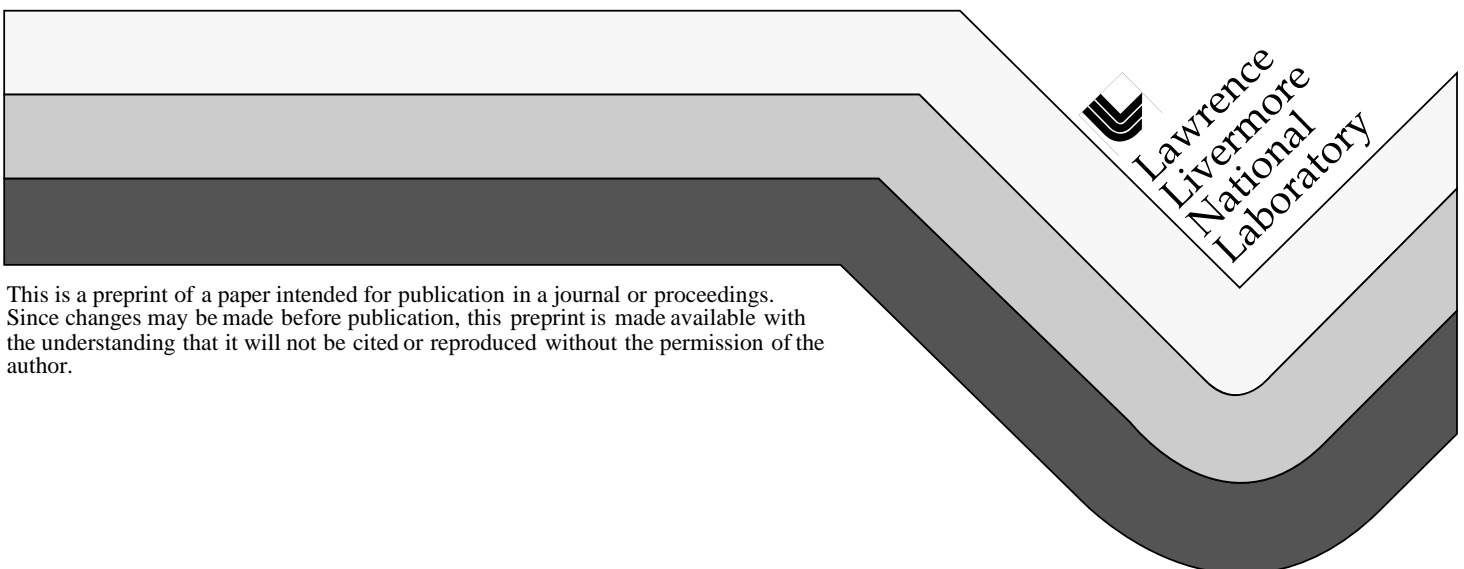 Lawrence
Livermore
National
Laboratory
This is a preprint of a paper intended for publication in a journal or proceedings.
Since changes may be made before publication, this preprint is made available with
the understanding that it will not be cited or reproduced without the permission of the
author.